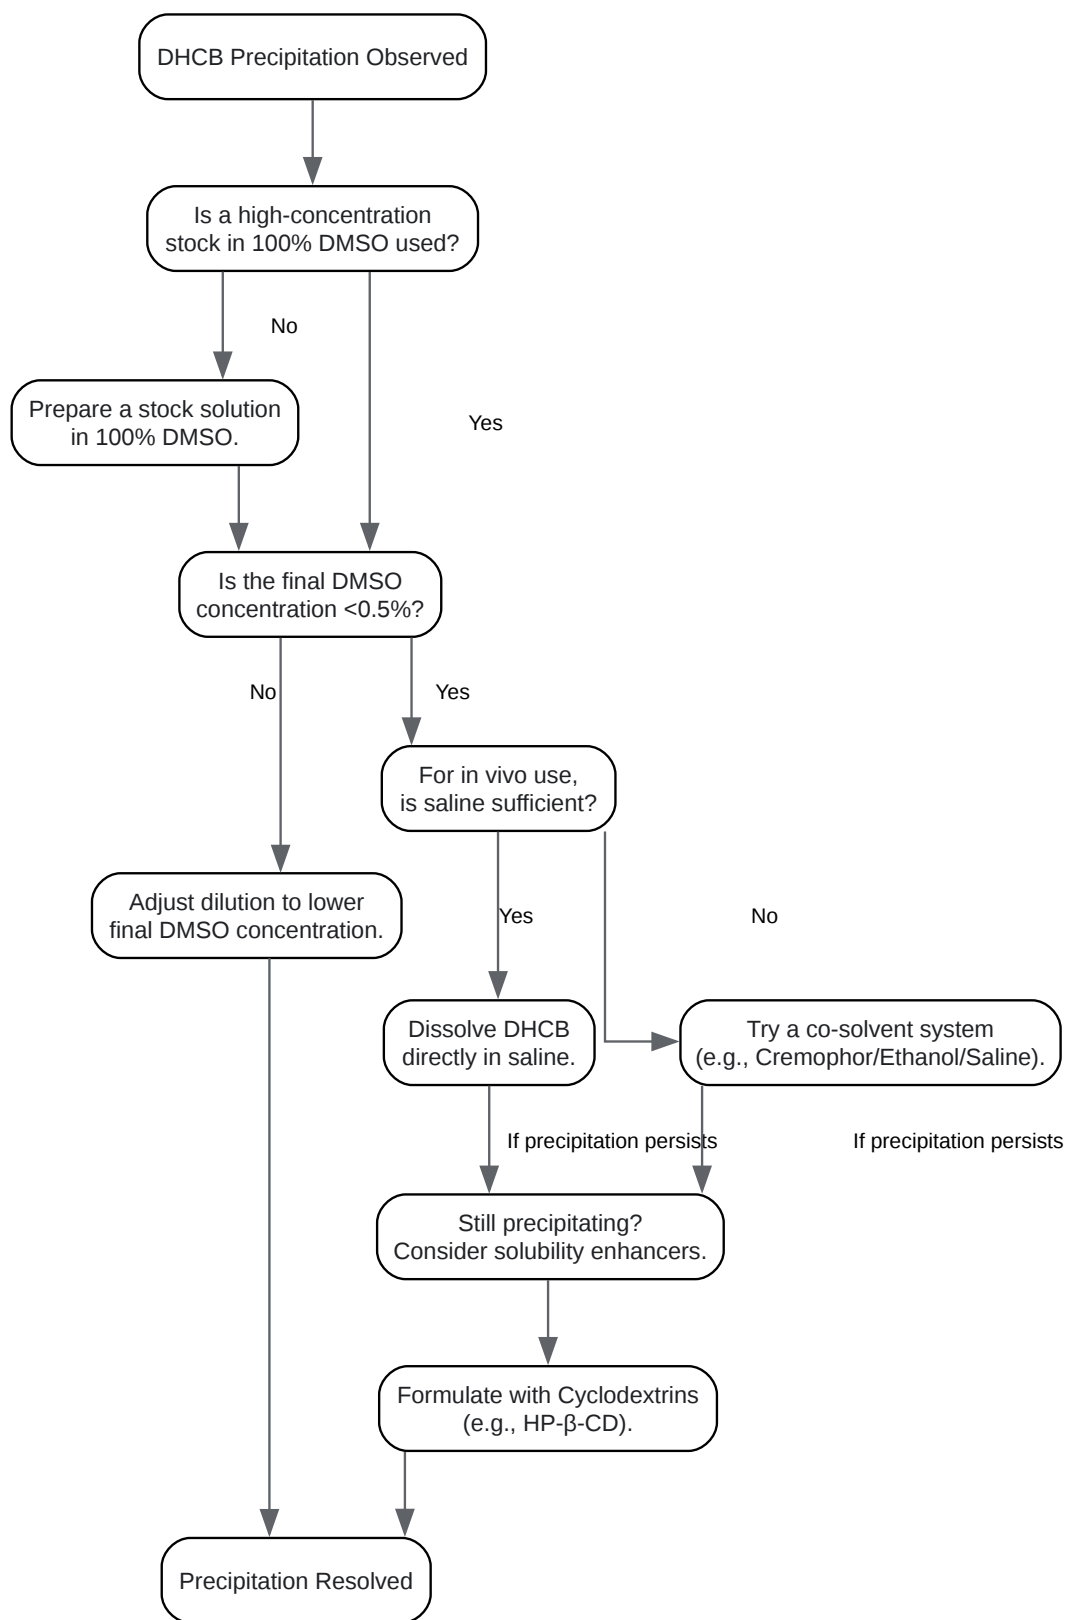 DHCB Precipitation Observed
Is a high-concentration
stock in 100% DMSO used?
No
Prepare a stock solution
in 100% DMSO.
Yes
Is the final DMSO
concentration <0.5%?
No
Yes
For in vivo use,
is saline sufficient?
Adjust dilution to lower
final DMSO concentration.
Yes
No
Dissolve DHCB
directly in saline.
Try a co-solvent system
(e.g., Cremophor/Ethanol/Saline).
If precipitation persists
If precipitation persists
Still precipitating?
Consider solubility enhancers.
Formulate with Cyclodextrins
(e.g., HP-β-CD).
Precipitation Resolved